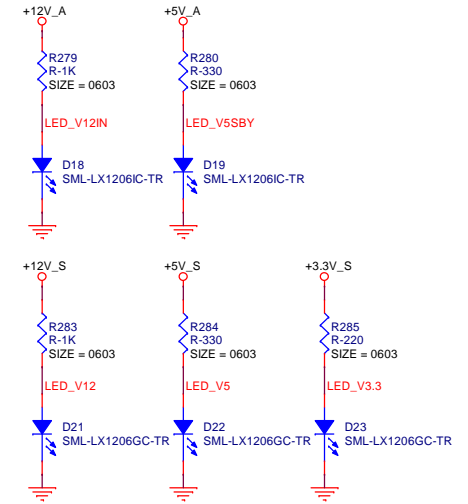 +12V_A
+5V_A
R279
R-1K
SIZE = 0603
R280
R-330
SIZE = 0603
LED_V12IN
LED_V5SBY
D18
SML-LX1206IC-TR
D19
SML-LX1206IC-TR
+12V_S
+5V_S
+3.3V_S
R283
R-1K
SIZE = 0603
R284
R-330
SIZE = 0603
R285
R-220
SIZE = 0603
LED_V12
LED_V5
LED_V3.3
D21
SML-LX1206GC-TR
D22
SML-LX1206GC-TR
D23
SML-LX1206GC-TR